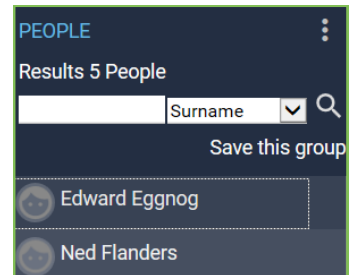 PEOPLE
Results 5 People
Surname
Save this group
Edward Eggnog
Ned Flanders